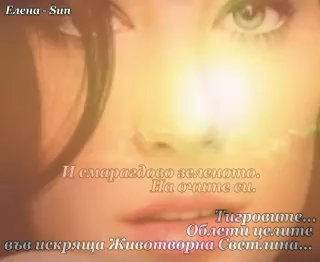 Елена - Sun
И смарагдово зеленото.
На очите си.
Тигровите...
Облети целите
във искряща Животворна Светлина...